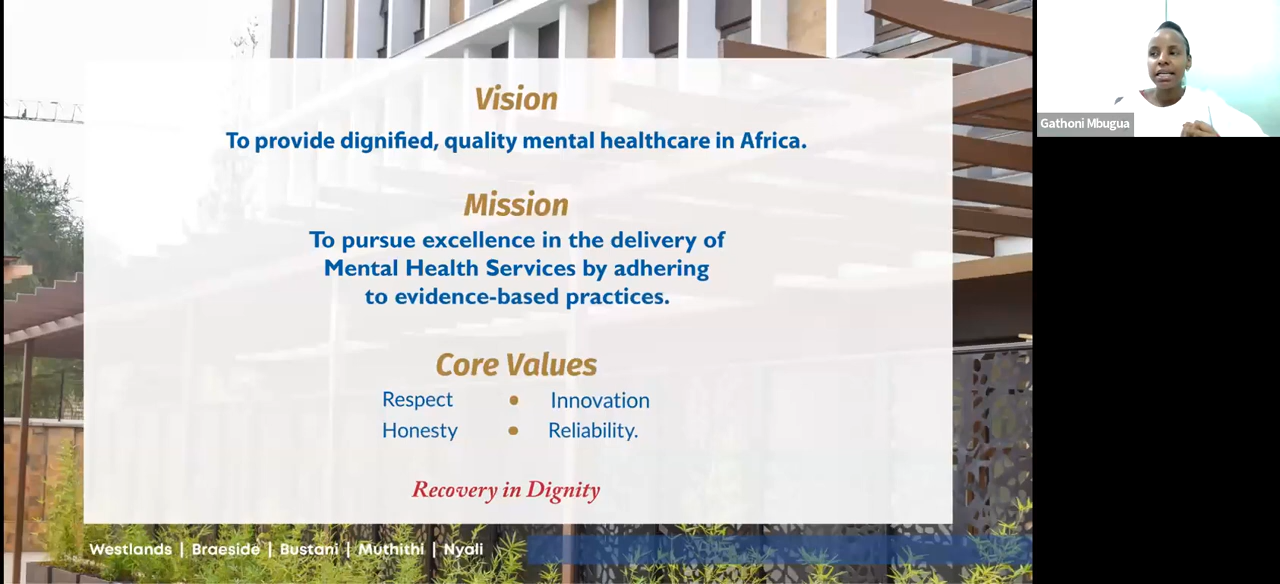 Vision
To provide dignified, quality mental healthcare in Africa.
Mission
To pursue excellence in the delivery of
Mental Health Services by adhering
to evidence-based practices.
Core Values
Respect • Innovation
Honesty • Reliability.
Recovery in Dignity
Westlands | Braeside | Bustani | Muthithi | Nyali
Gathoni Mbugua